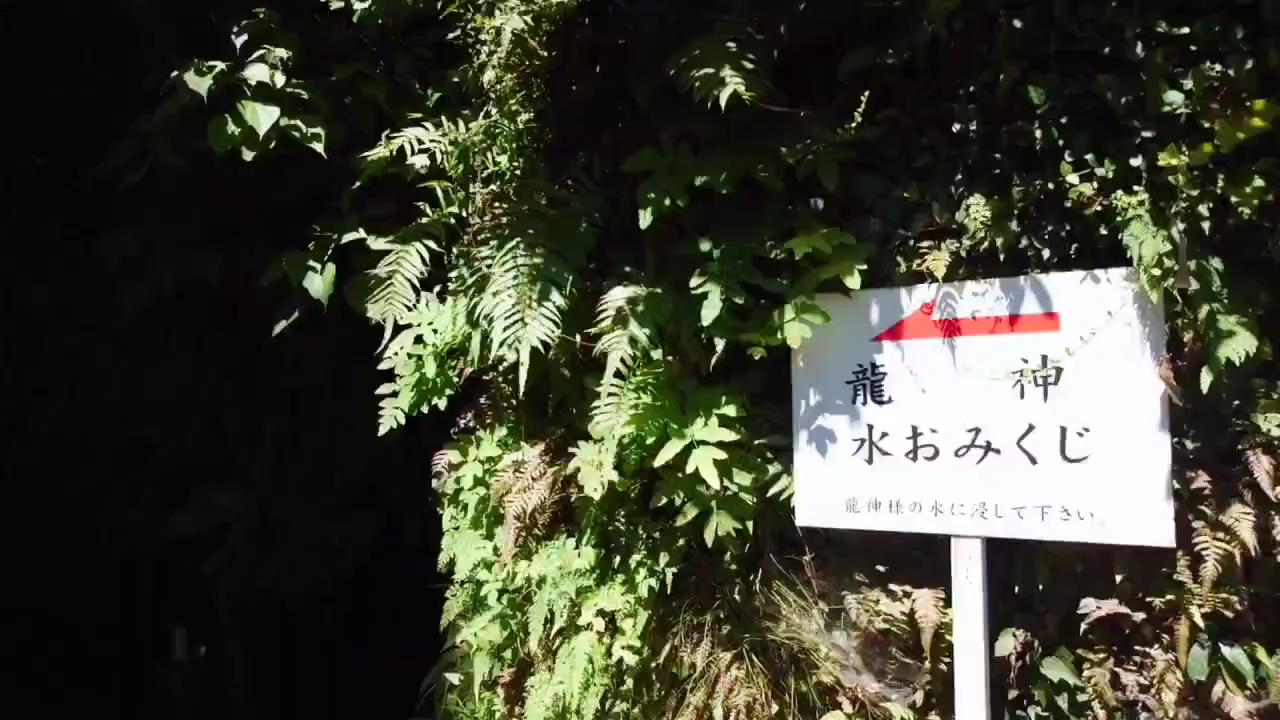 龍神
水おみくじ
龍神様の水に浸して下さい。